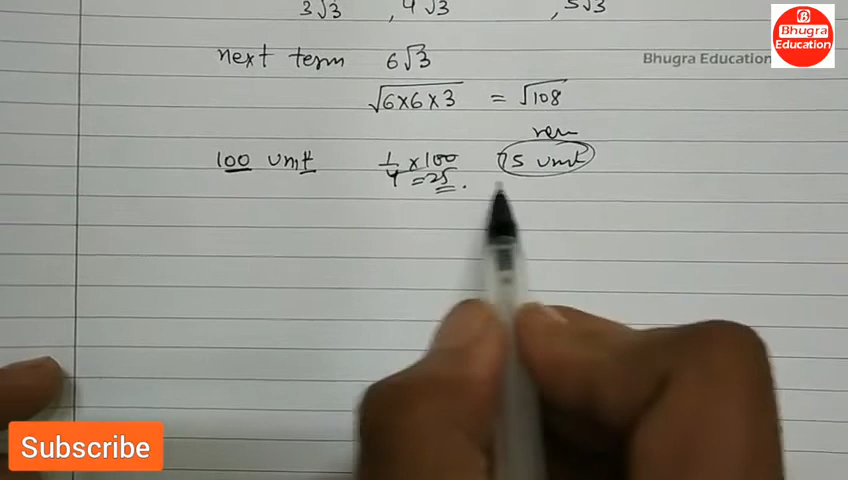 3√3 , 4√3 , 5√3
Bhugra
Education
next term 6√3
Bhugra Education
√6×6×3 = √108
rem
100 unit 1/4 × 100 75 unit
= 25.
Subscribe